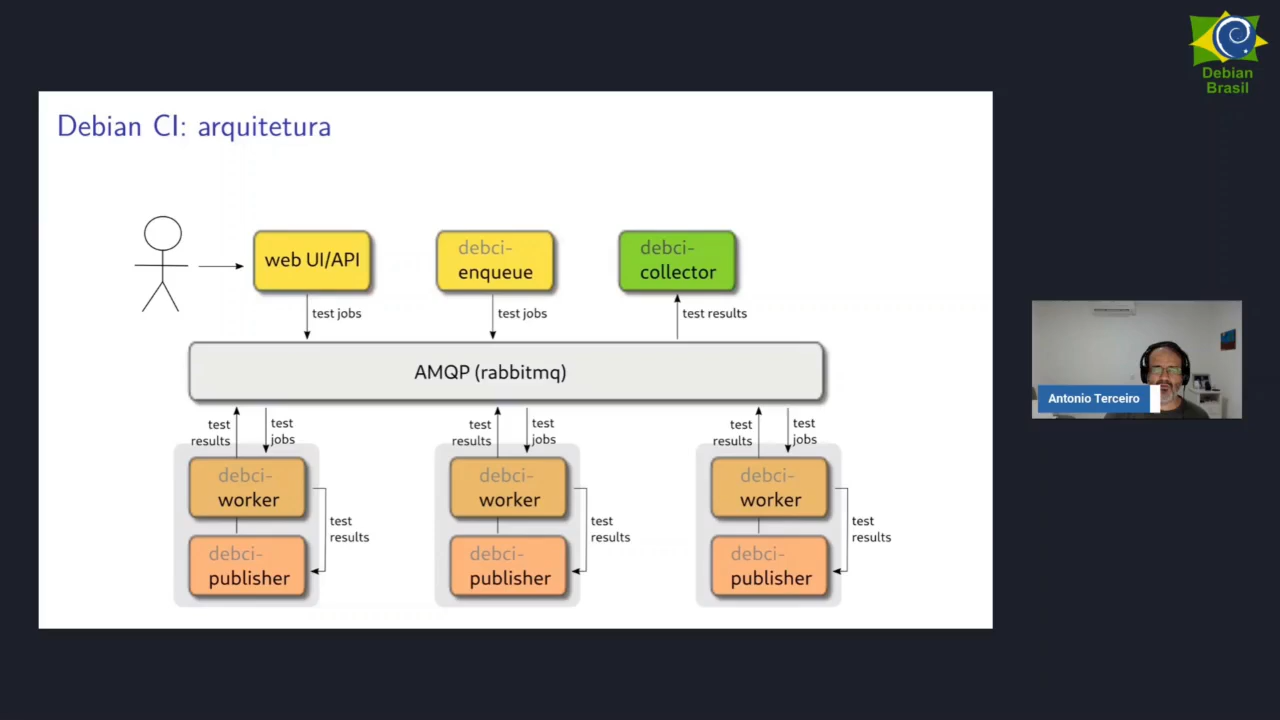 Debian
Brasil
Debian CI: arquitetura
web UI/API
debci-
enqueue
debci-
collector
test jobs
test jobs
test results
AMQP (rabbitmq)
test
results
test
jobs
test
results
test
jobs
test
results
test
jobs
debci-
worker
debci-
worker
debci-
worker
test
results
test
results
test
results
debci-
publisher
debci-
publisher
debci-
publisher
Antonio Terceiro